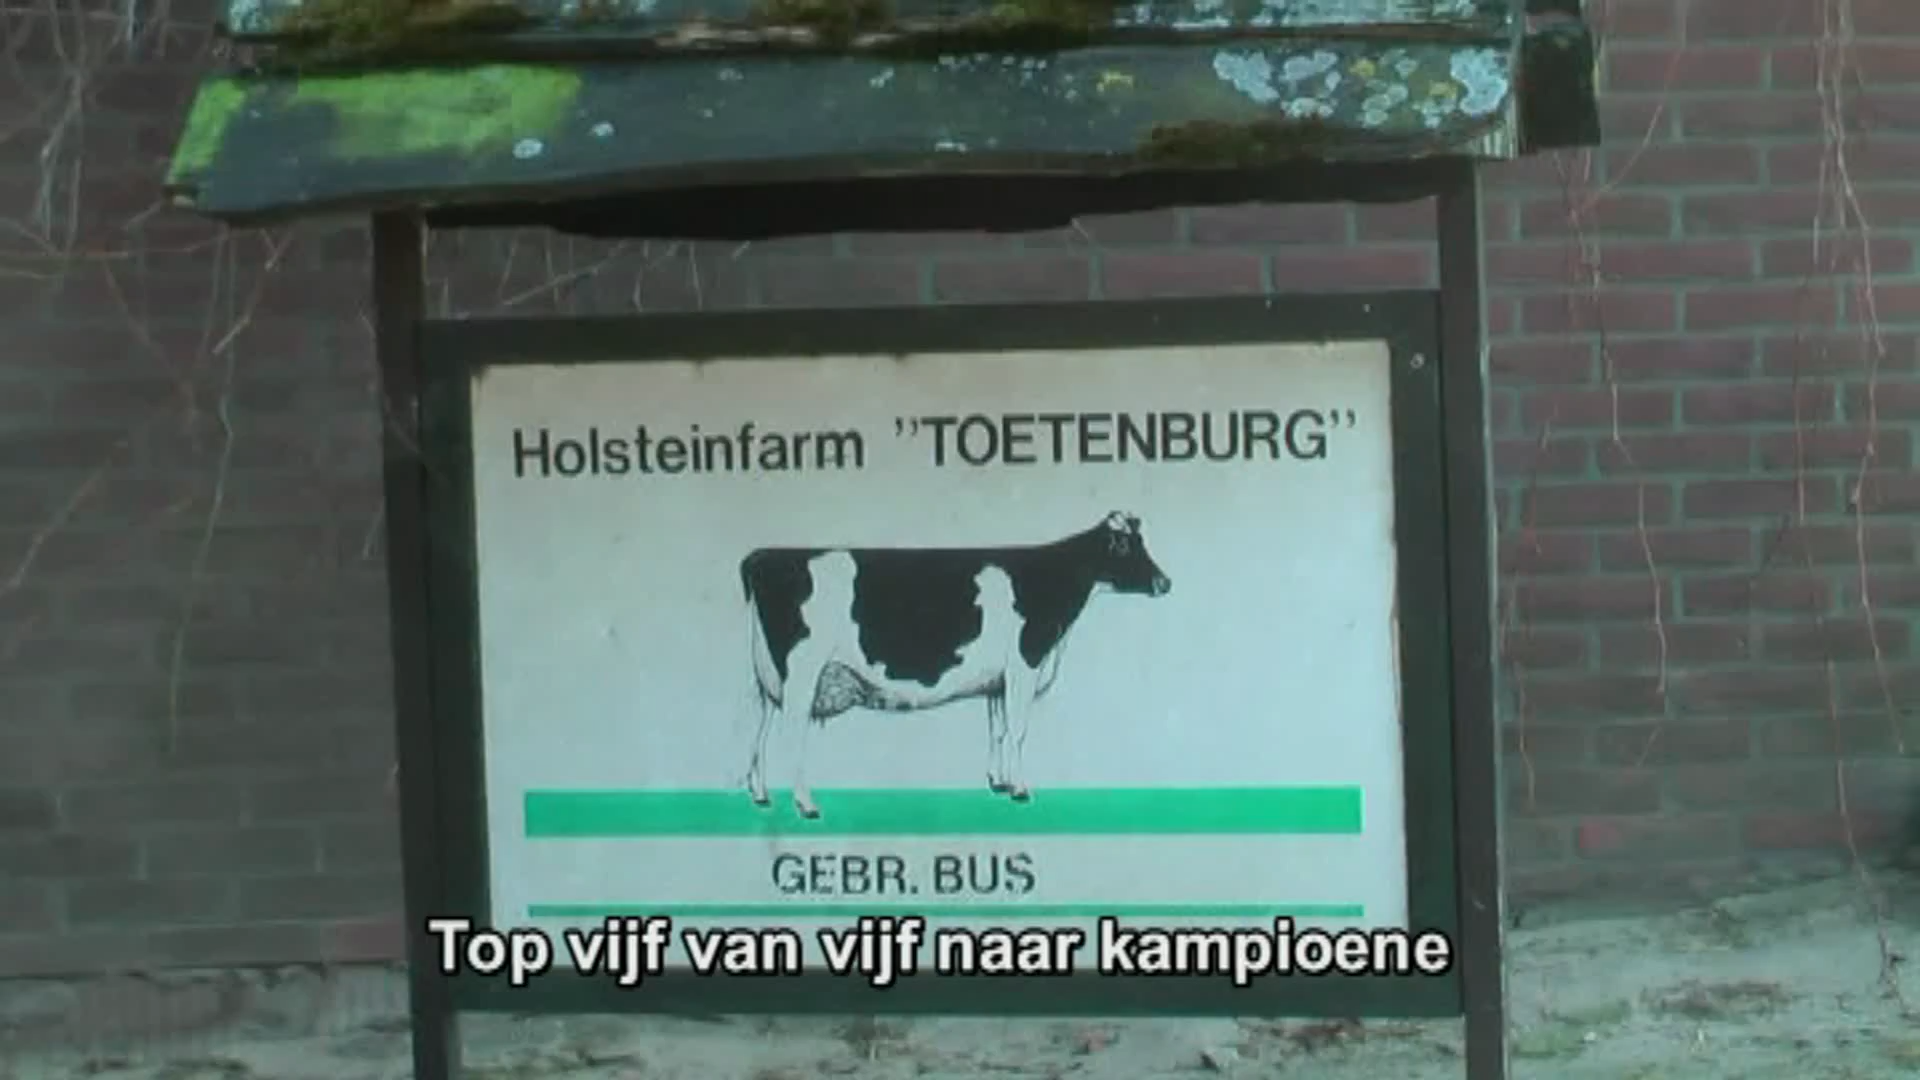 Holsteinfarm "TOETENBURG"
GEBR. BUS
Top vijf van vijf naar kampioene